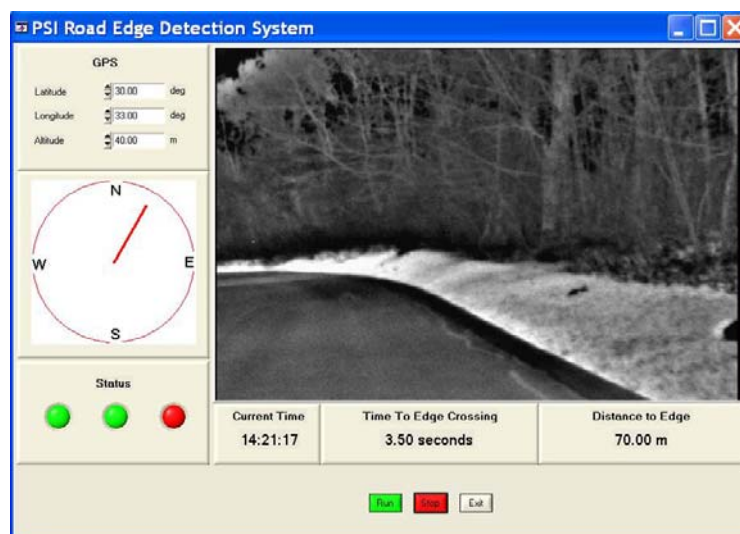 PSI Road Edge Detection System
GPS
Latitude 30.00 deg
Longitude 33.00 deg
Altitude 40.00 m
N
W E
S
Status
Current Time Time To Edge Crossing Distance to Edge
14:21:17 3.50 seconds 70.00 m
Run Stop Exit